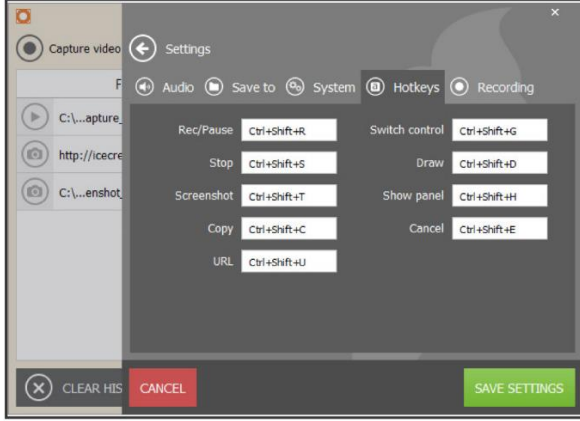 ×
Capture video
Settings
F
Audio Save to System Hotkeys Recording
C:\...apture_
http://icecre
C:\...enshot_
Rec/Pause Ctrl+Shift+R Switch control Ctrl+Shift+G
Stop Ctrl+Shift+S Draw Ctrl+Shift+D
Screenshot Ctrl+Shift+T Show panel Ctrl+Shift+H
Copy Ctrl+Shift+C Cancel Ctrl+Shift+E
URL Ctrl+Shift+U
CLEAR HIS CANCEL SAVE SETTINGS